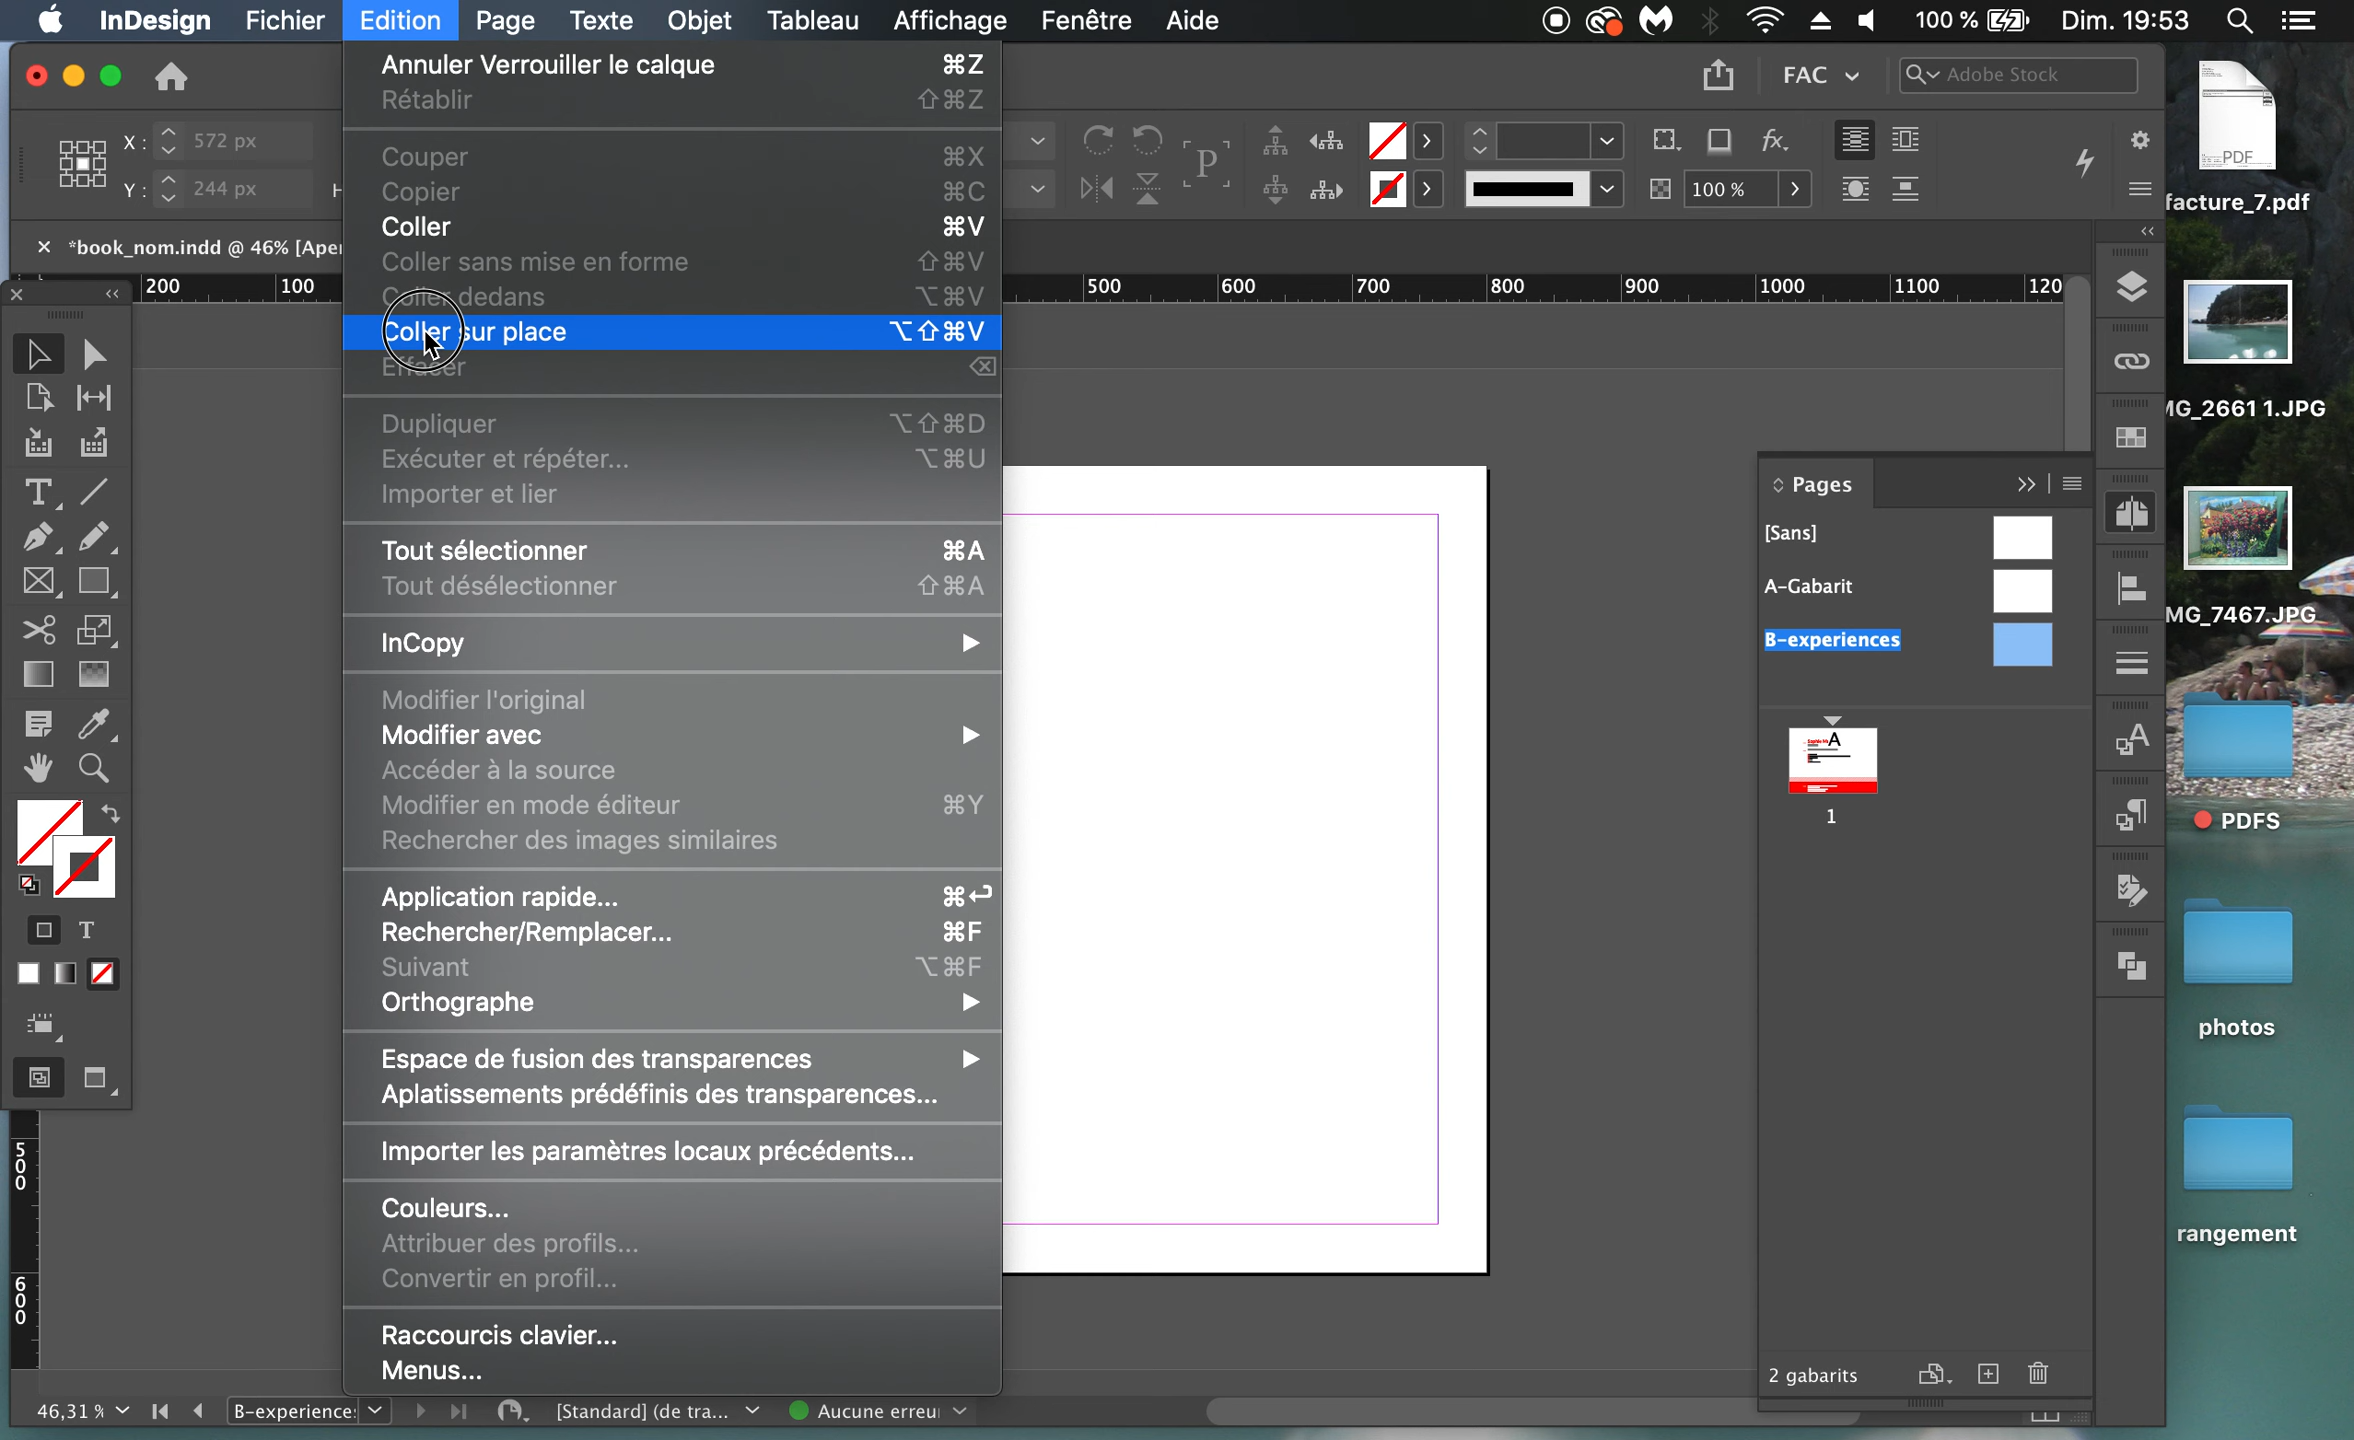 InDesign Fichier Edition Page Texte Objet Tableau Affichage Fenêtre Aide 100 % Dim. 19:53
FAC Adobe Stock
X : 572 px
Y : 244 px
100 %
× *book_nom.indd @ 46% [Aper
200 100 500 600 700 800 900 1000 1100 120
Annuler Verrouiller le calque ⌘Z
Rétablir ⇧⌘Z
Couper ⌘X
Copier ⌘C
Coller ⌘V
Coller sans mise en forme ⇧⌘V
Coller dedans ⌥⌘V
Coller sur place ⌥⇧⌘V
Effacer ⌫
Dupliquer ⌥⇧⌘D
Exécuter et répéter... ⌥⌘U
Importer et lier
Tout sélectionner ⌘A
Tout désélectionner ⇧⌘A
InCopy ▶
Modifier l'original
Modifier avec ▶
Accéder à la source
Modifier en mode éditeur ⌘Y
Rechercher des images similaires
Application rapide... ⌘↩
Rechercher/Remplacer... ⌘F
Suivant ⌥⌘F
Orthographe ▶
Espace de fusion des transparences ▶
Aplatissements prédéfinis des transparences...
Importer les paramètres locaux précédents...
Couleurs...
Attribuer des profils...
Convertir en profil...
Raccourcis clavier...
Menus...
500
600
46,31 % B-experience [Standard] (de tra... Aucune erreu
Pages
[Sans]
A-Gabarit
B-experiences
A
1
2 gabarits
PDF
facture_7.pdf
MG_2661 1.JPG
MG_7467.JPG
PDFS
photos
rangement